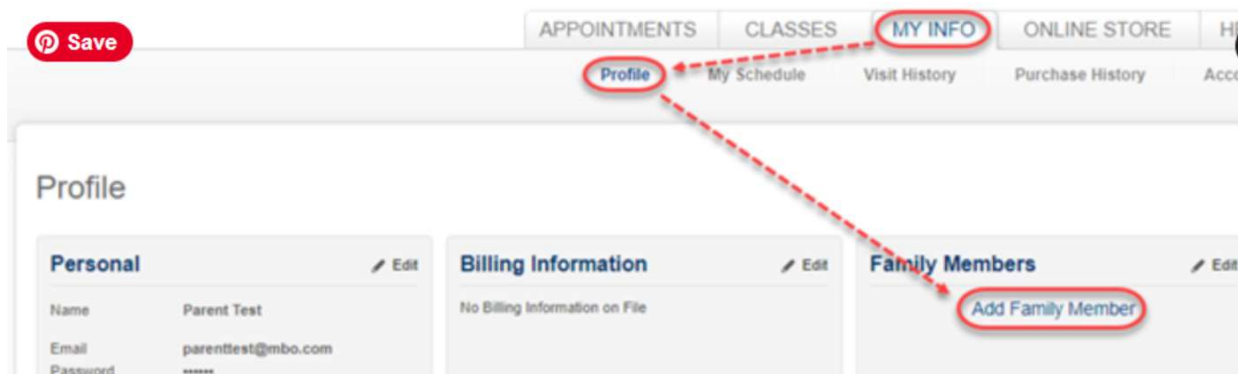 Save
APPOINTMENTS CLASSES MY INFO ONLINE STORE
Profile My Schedule Visit History Purchase History
Profile
Personal Edit Billing Information Edit Family Members Edit
Name Parent Test No Billing Information on File Add Family Member
Email parenttest@mbo.com
Password ••••••